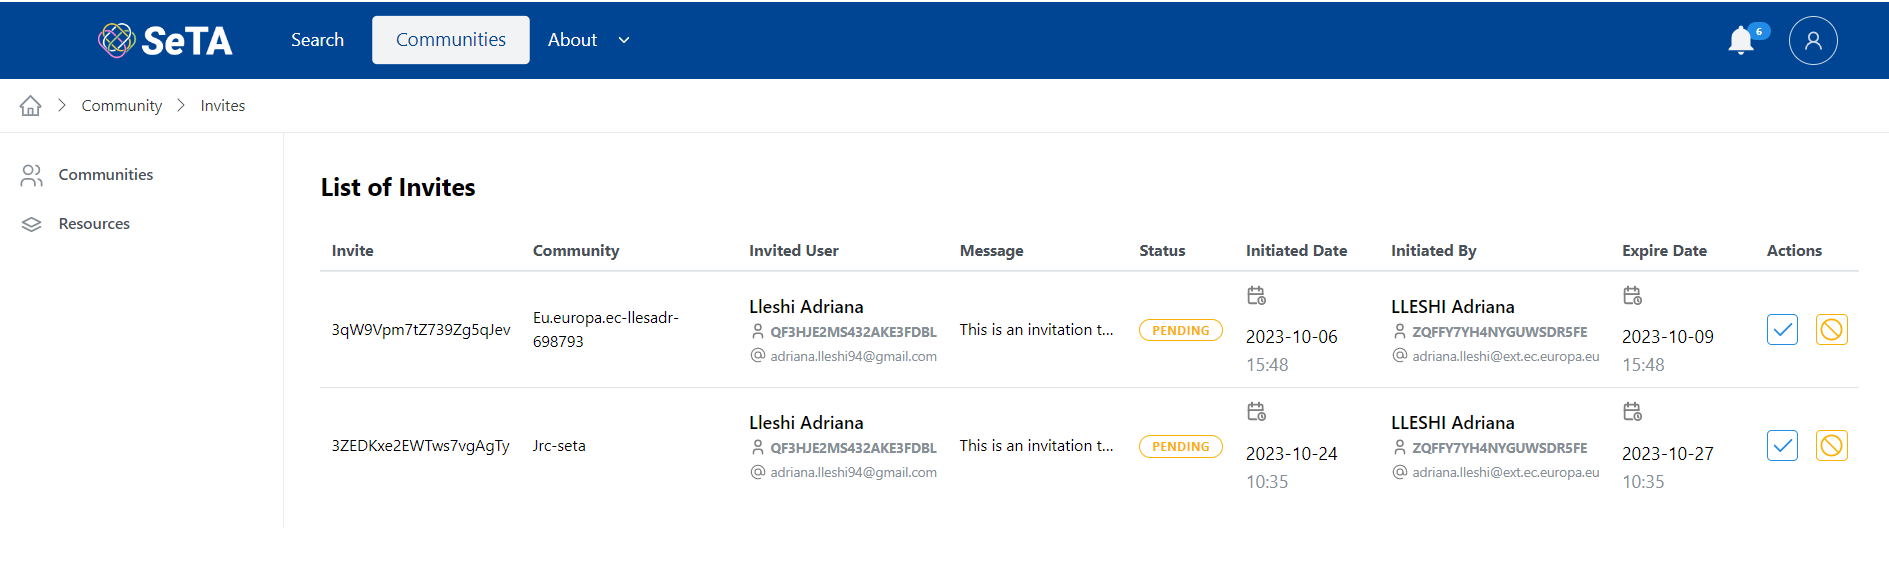 SeTA Search Communities About 6
Community Invites
Communities
Resources
List of Invites
Invite Community Invited User Message Status Initiated Date Initiated By Expire Date Actions
3qW9Vpm7tZ739Zg5qJev
Eu.europa.ec-llesadr-
698793
Lleshi Adriana
QF3HJE2MS432AKE3FDBL
adriana.lleshi94@gmail.com
This is an invitation t...
PENDING
2023-10-06
15:48
LLESHI Adriana
ZQFFY7YH4NYGUWSDR5FE
adriana.lleshi@ext.ec.europa.eu
2023-10-09
15:48
3ZEDKxe2EWTws7vgAgTy
Jrc-seta
Lleshi Adriana
QF3HJE2MS432AKE3FDBL
adriana.lleshi94@gmail.com
This is an invitation t...
PENDING
2023-10-24
10:35
LLESHI Adriana
ZQFFY7YH4NYGUWSDR5FE
adriana.lleshi@ext.ec.europa.eu
2023-10-27
10:35